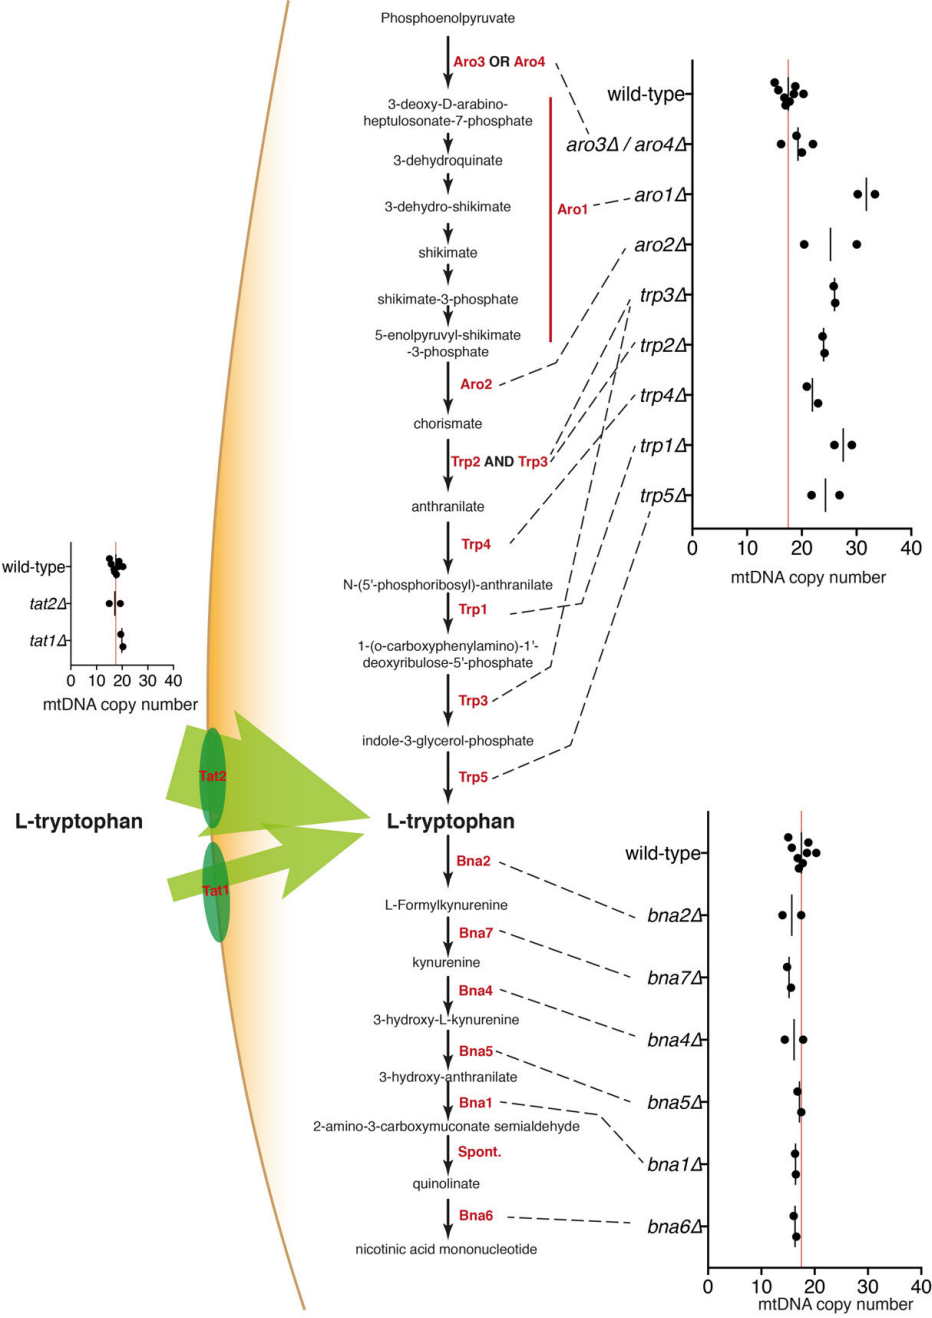 Phosphoenolpyruvate
Aro3 OR Aro4
3-deoxy-D-arabino-
heptulosonate-7-phosphate
3-dehydroquinate
3-dehydro-shikimate
Aro1
shikimate
shikimate-3-phosphate
5-enolpyruvyl-shikimate
-3-phosphate
Aro2
chorismate
Trp2 AND Trp3
anthranilate
Trp4
N-(5'-phosphoribosyl)-anthranilate
Trp1
1-(o-carboxyphenylamino)-1'-
deoxyribulose-5'-phosphate
Trp3
indole-3-glycerol-phosphate
Trp5
L-tryptophan
Bna2
L-Formylkynurenine
Bna7
kynurenine
Bna4
3-hydroxy-L-kynurenine
Bna5
3-hydroxy-anthranilate
Bna1
2-amino-3-carboxymuconate semialdehyde
Spont.
quinolinate
Bna6
nicotinic acid mononucleotide
wild-type
aro3Δ / aro4Δ
aro1Δ
aro2Δ
trp3Δ
trp2Δ
trp4Δ
trp1Δ
trp5Δ
0 10 20 30 40
mtDNA copy number
wild-type
tat2Δ
tat1Δ
0 10 20 30 40
mtDNA copy number
Tat2
L-tryptophan
Tat1
wild-type
bna2Δ
bna7Δ
bna4Δ
bna5Δ
bna1Δ
bna6Δ
0 10 20 30 40
mtDNA copy number